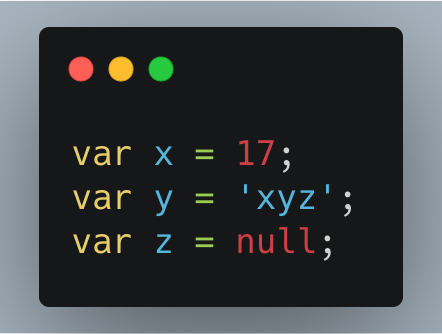 var x = 17;
var y = 'xyz';
var z = null;